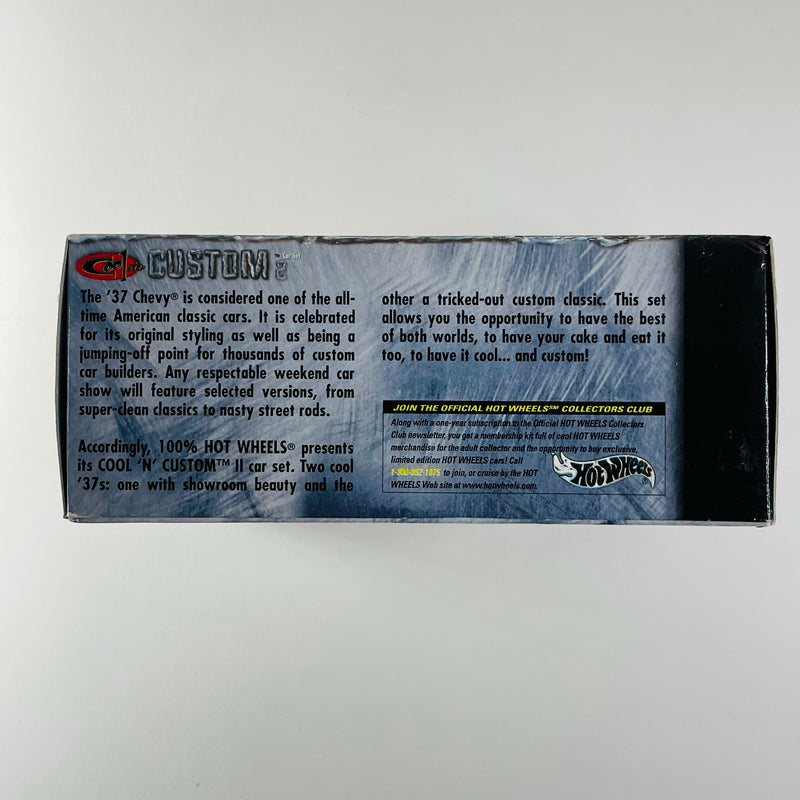 Cool 'n' CUSTOM™ Car Set
The '37 Chevy® is considered one of the all-
time American classic cars. It is celebrated
for its original styling as well as being a
jumping-off point for thousands of custom
car builders. Any respectable weekend car
show will feature selected versions, from
super-clean classics to nasty street rods.
Accordingly, 100% HOT WHEELS® presents
its COOL 'N' CUSTOM™ II car set. Two cool
'37s: one with showroom beauty and the
other a tricked-out custom classic. This set
allows you the opportunity to have the best
of both worlds, to have your cake and eat it
too, to have it cool... and custom!
JOIN THE OFFICIAL HOT WHEELS℠ COLLECTORS CLUB
Along with a one-year subscription to the Official HOT WHEELS Collectors
Club newsletter, you get a membership kit full of cool HOT WHEELS
merchandise for the adult collector and the opportunity to buy exclusive,
limited edition HOT WHEELS cars! Call
to join, or cruise by the HOT
WHEELS Web site at www.hotwheels.com.
HOT WHEELS